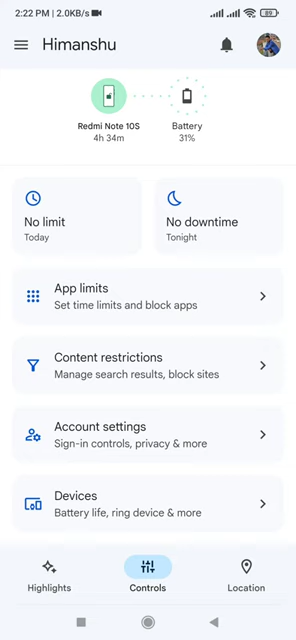 2:22 PM | 2.0KB/s
89
Himanshu
Redmi Note 10S
4h 34m
Battery
31%
No limit
Today
No downtime
Tonight
App limits
Set time limits and block apps
Content restrictions
Manage search results, block sites
Account settings
Sign-in controls, privacy & more
Devices
Battery life, ring device & more
Highlights
Controls
Location